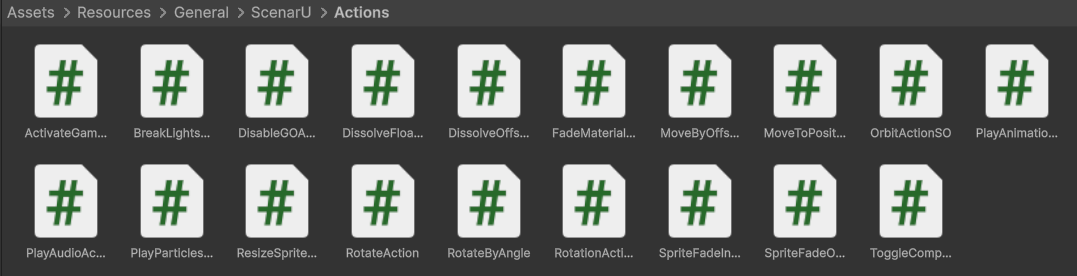 Assets > Resources > General > ScenarU > Actions
ActivateGam... BreakLights... DisableGOA... DissolveFloa... DissolveOffs... FadeMaterial... MoveByOffs... MoveToPosit... OrbitActionSO PlayAnimatio...
PlayAudioAc... PlayParticles... ResizeSprite... RotateAction RotateByAngle RotationActi... SpriteFadeIn... SpriteFadeO... ToggleComp...